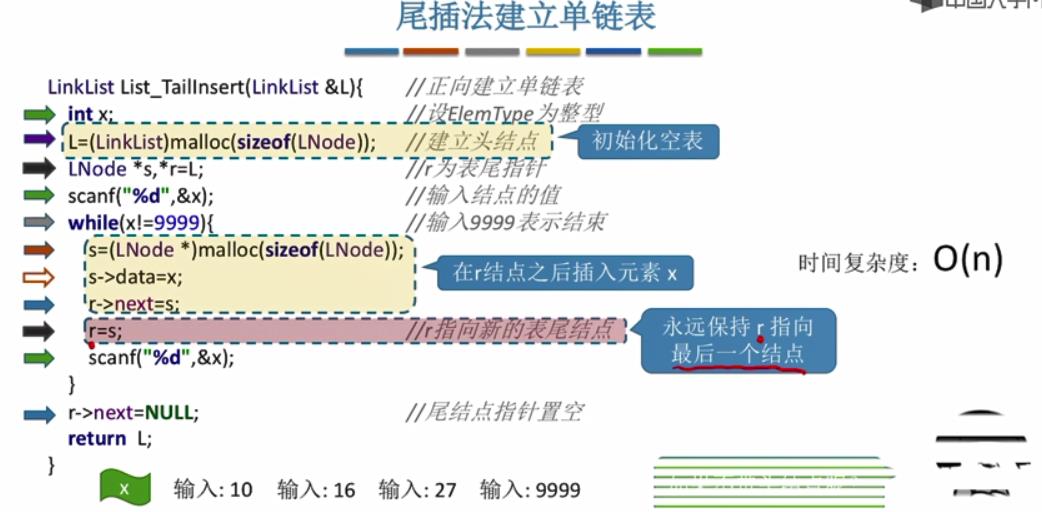 尾插法建立单链表
LinkList List_TailInsert(LinkList &L){ //正向建立单链表
int x; //设ElemType为整型
L=(LinkList)malloc(sizeof(LNode)); //建立头结点
初始化空表
LNode *s,*r=L; //r为表尾指针
scanf("%d",&x); //输入结点的值
while(x!=9999){ //输入9999表示结束
s=(LNode *)malloc(sizeof(LNode));
s->data=x;
r->next=s;
在r结点之后插入元素 x
时间复杂度：O(n)
r=s; //r指向新的表尾结点
永远保持 r 指向
最后一个结点
scanf("%d",&x);
}
r->next=NULL; //尾结点指针置空
return L;
}
x 输入: 10 输入: 16 输入: 27 输入: 9999